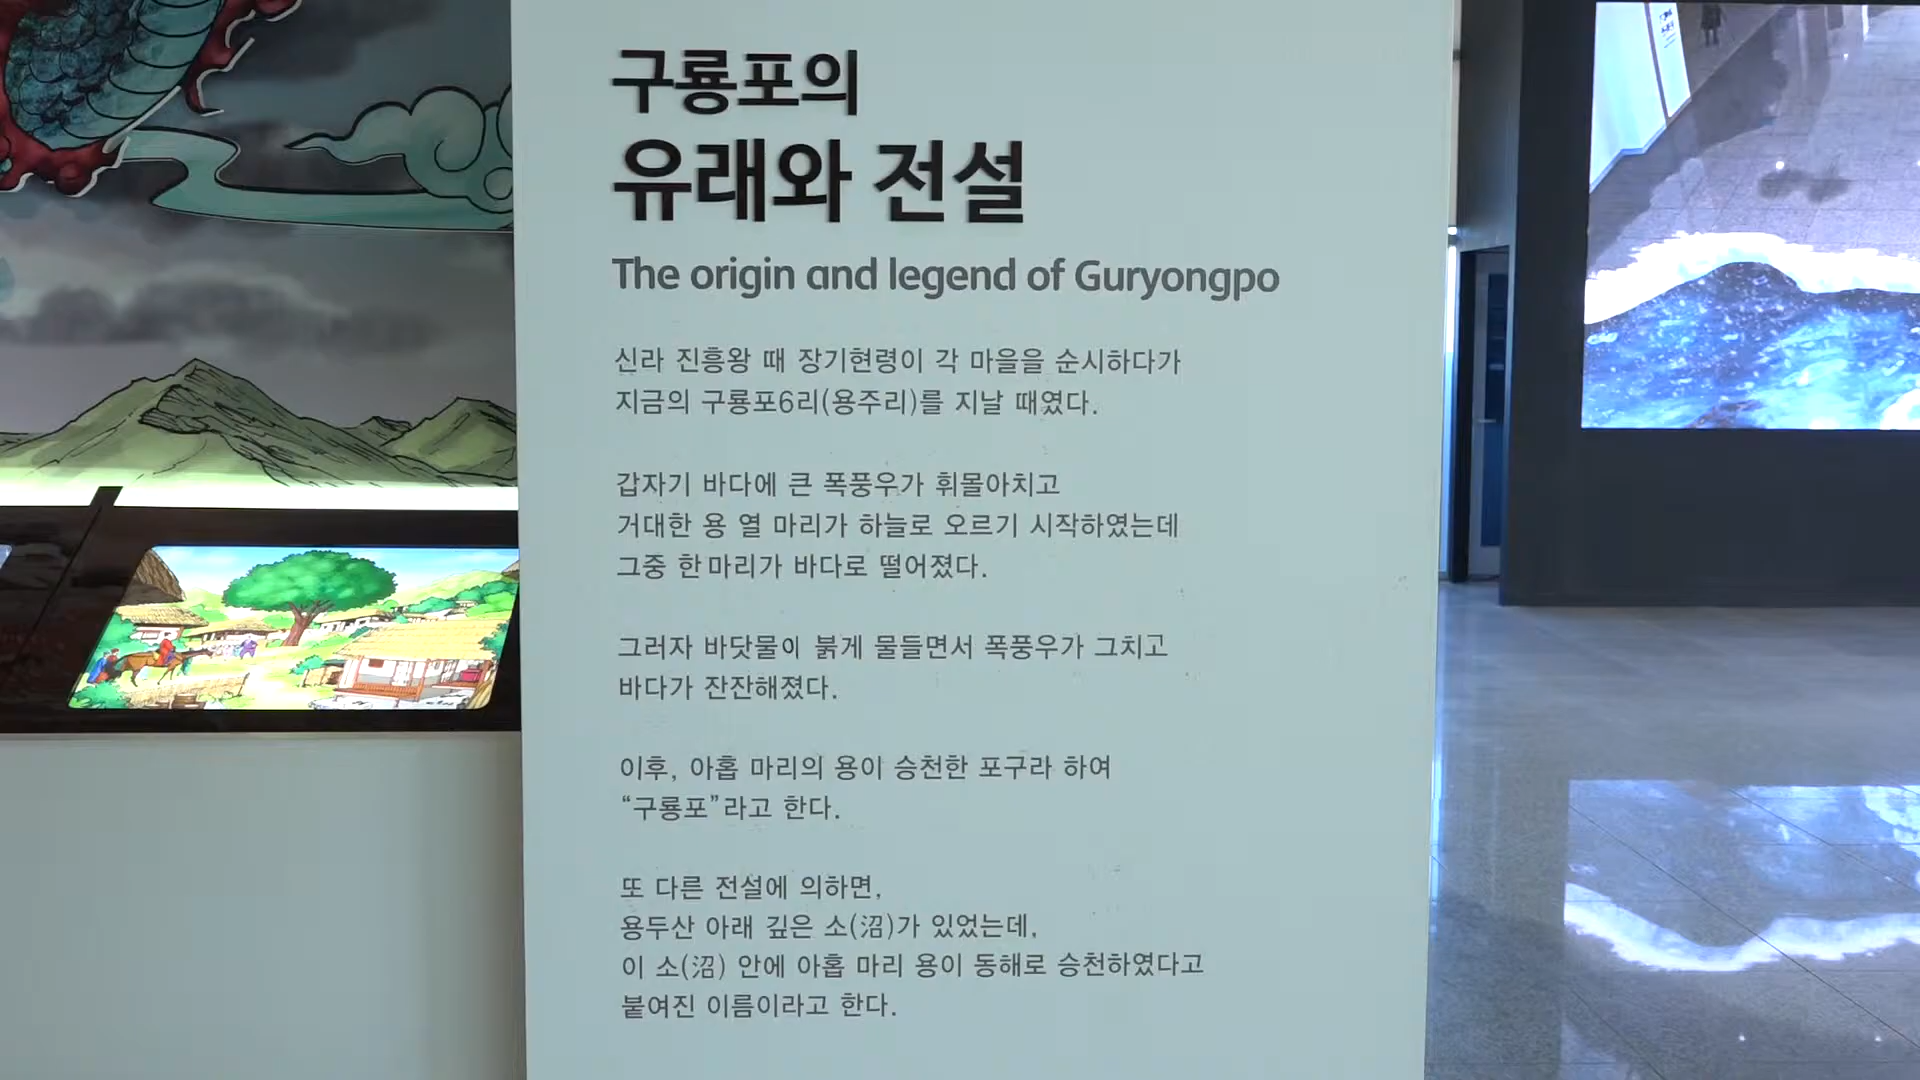 구룡포의
유래와 전설
The origin and legend of Guryongpo
신라 진흥왕 때 장기현령이 각 마을을 순시하다가
지금의 구룡포6리(용주리)를 지날 때였다.
갑자기 바다에 큰 폭풍우가 휘몰아치고
거대한 용 열 마리가 하늘로 오르기 시작하였는데
그중 한 마리가 바다로 떨어졌다.
그러자 바닷물이 붉게 물들면서 폭풍우가 그치고
바다가 잔잔해졌다.
이후, 아홉 마리의 용이 승천한 포구라 하여
“구룡포”라고 한다.
또 다른 전설에 의하면,
용두산 아래 깊은 소(沼)가 있었는데,
이 소(沼) 안에 아홉 마리 용이 동해로 승천하였다고
붙여진 이름이라고 한다.